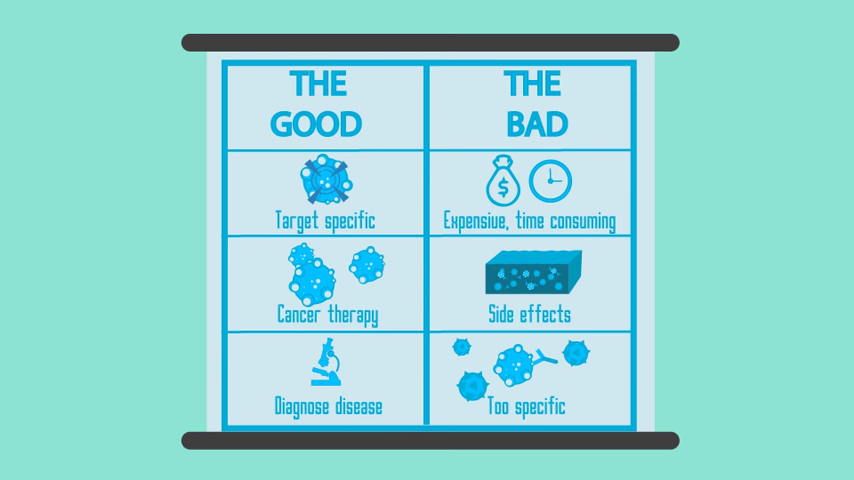 THE
GOOD
THE
BAD
Target specific
Expensive, time consuming
Cancer therapy
Side effects
Diagnose disease
Too specific